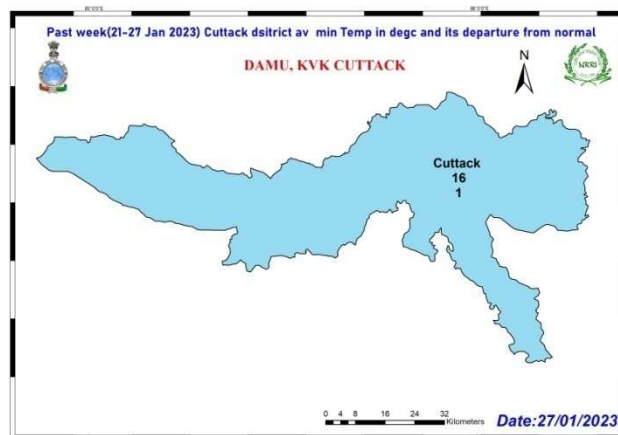 Past week(21-27 Jan 2023) Cuttack dsitrict av min Temp in degc and its departure from normal
DAMU, KVK CUTTACK
N
NRRI
Cuttack
16
1
0 4 8 16 24 32
Kilometers
Date:27/01/2023